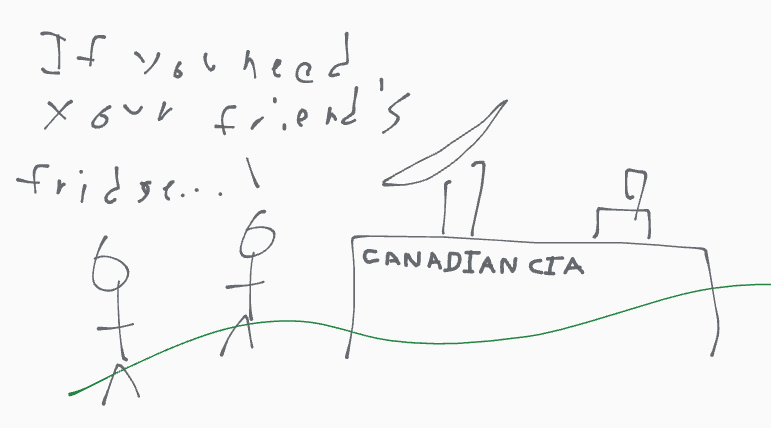 If you need
your friend's
fridge...
CANADIAN CIA